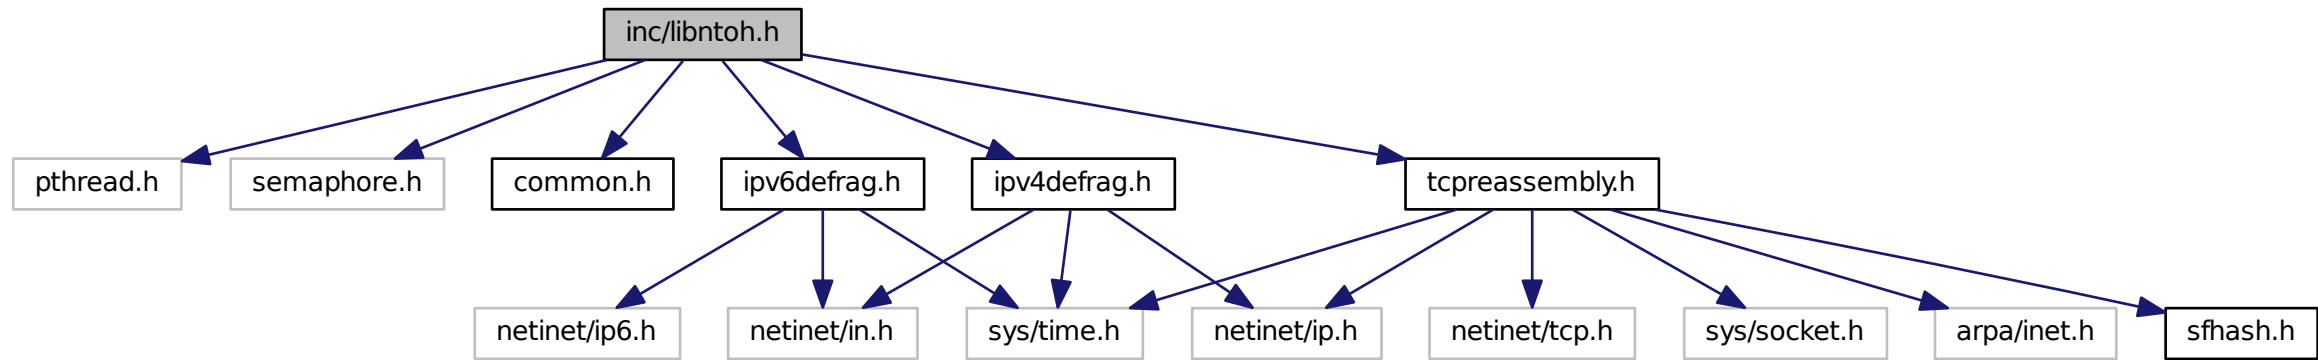 inc/libntoh.h
pthread.h
semaphore.h
common.h
ipv6defrag.h
ipv4defrag.h
tcpreassembly.h
netinet/ip6.h
netinet/in.h
sys/time.h
netinet/ip.h
netinet/tcp.h
sys/socket.h
arpa/inet.h
sfhash.h